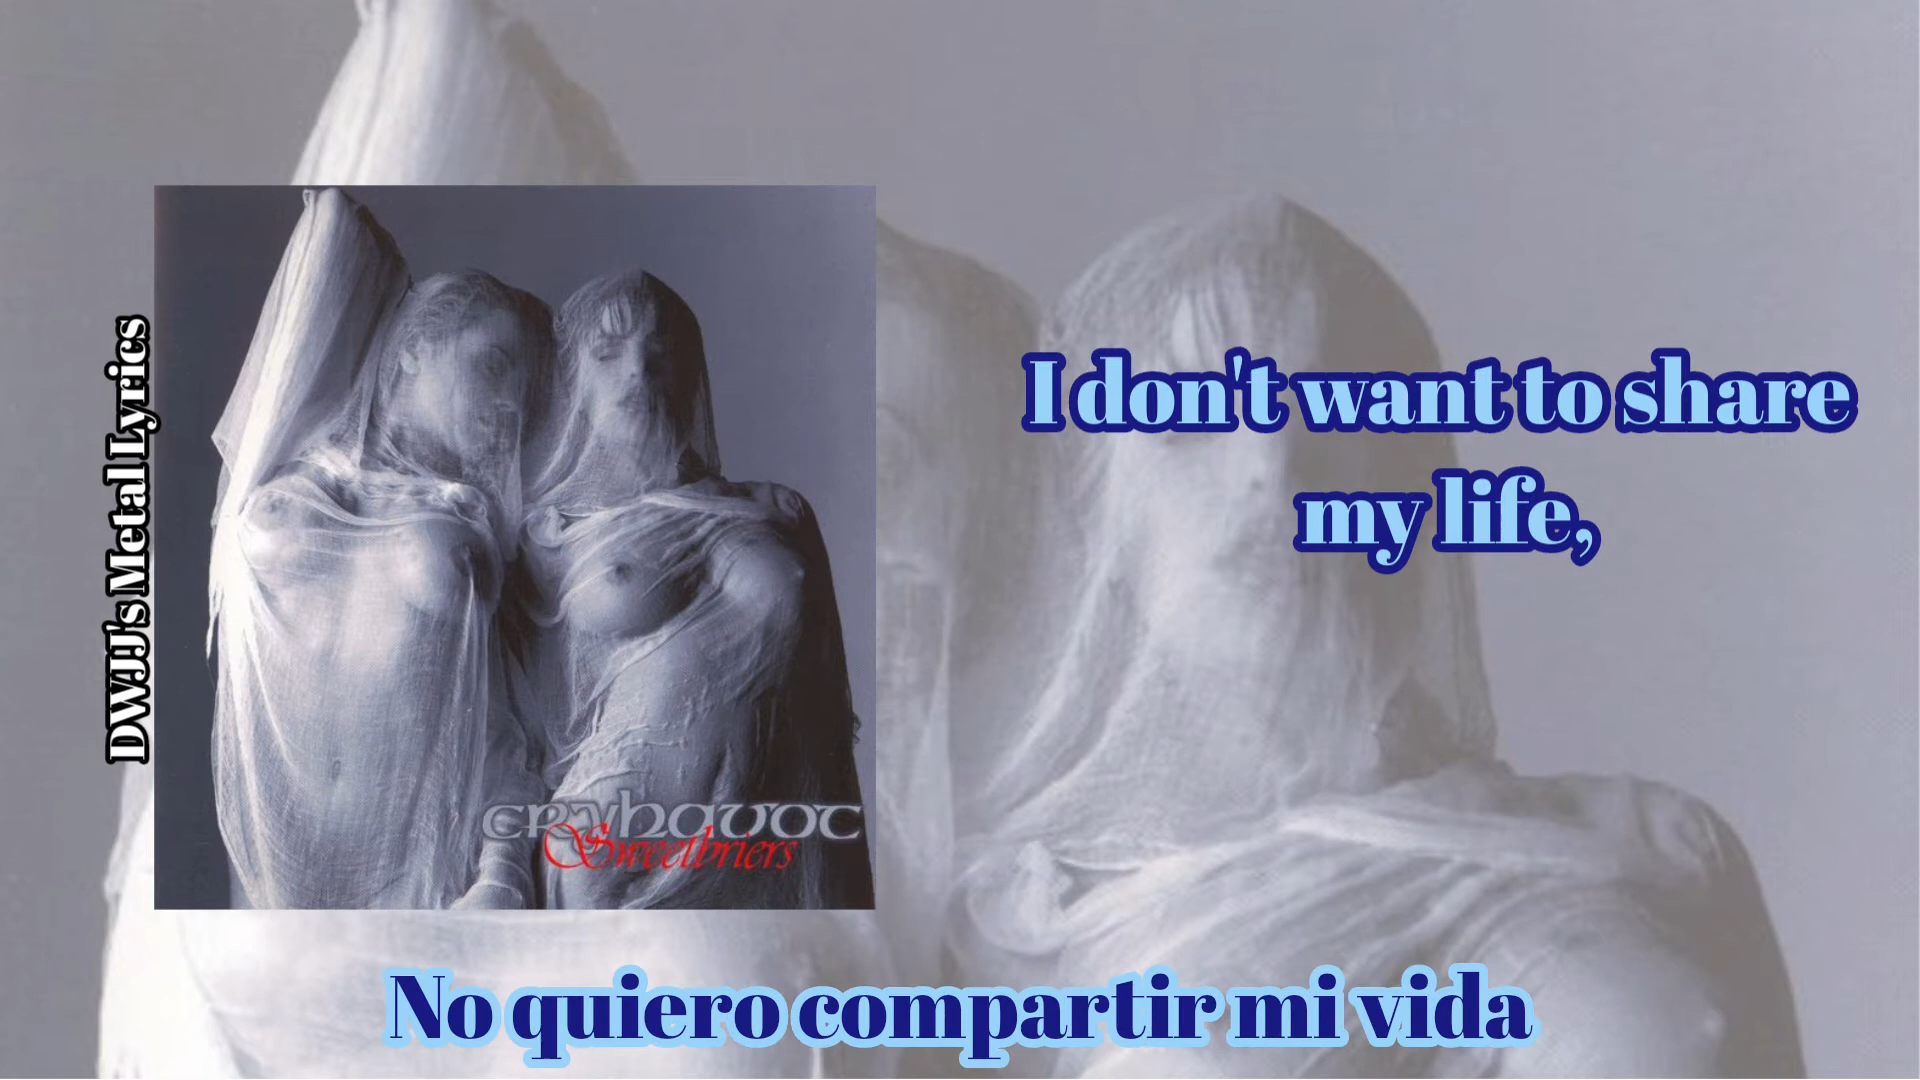 DWJJ's Metal Lyrics
cryhavoc
Sweetbriers
I don't want to share
my life,
No quiero compartir mi vida